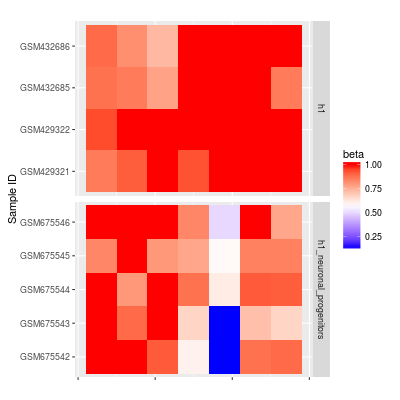 Sample ID
GSM432686
GSM432685
GSM429322
GSM429321
h1
GSM675546
GSM675545
GSM675544
GSM675543
GSM675542
h1_neuronal_progenitors
beta
1.00
0.75
0.50
0.25